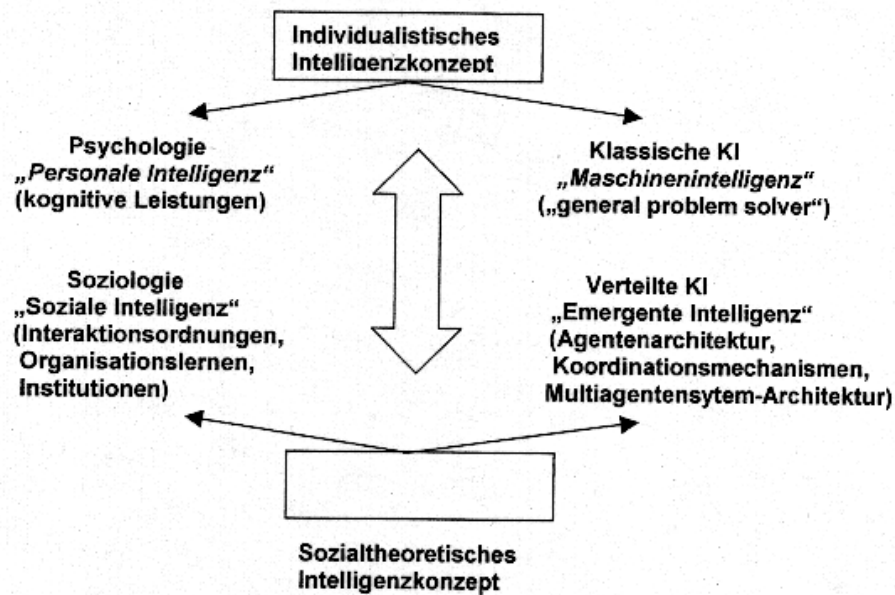 Individualistisches
Intelligenzkonzept
Psychologie
„Personale Intelligenz“
(kognitive Leistungen)
Klassische KI
„Maschinenintelligenz“
(„general problem solver“)
Soziologie
„Soziale Intelligenz“
(Interaktionsordnungen,
Organisationslernen,
Institutionen)
Verteilte KI
„Emergente Intelligenz“
(Agentenarchitektur,
Koordinationsmechanismen,
Multiagentensytem-Architektur)
Sozialtheoretisches
Intelligenzkonzept